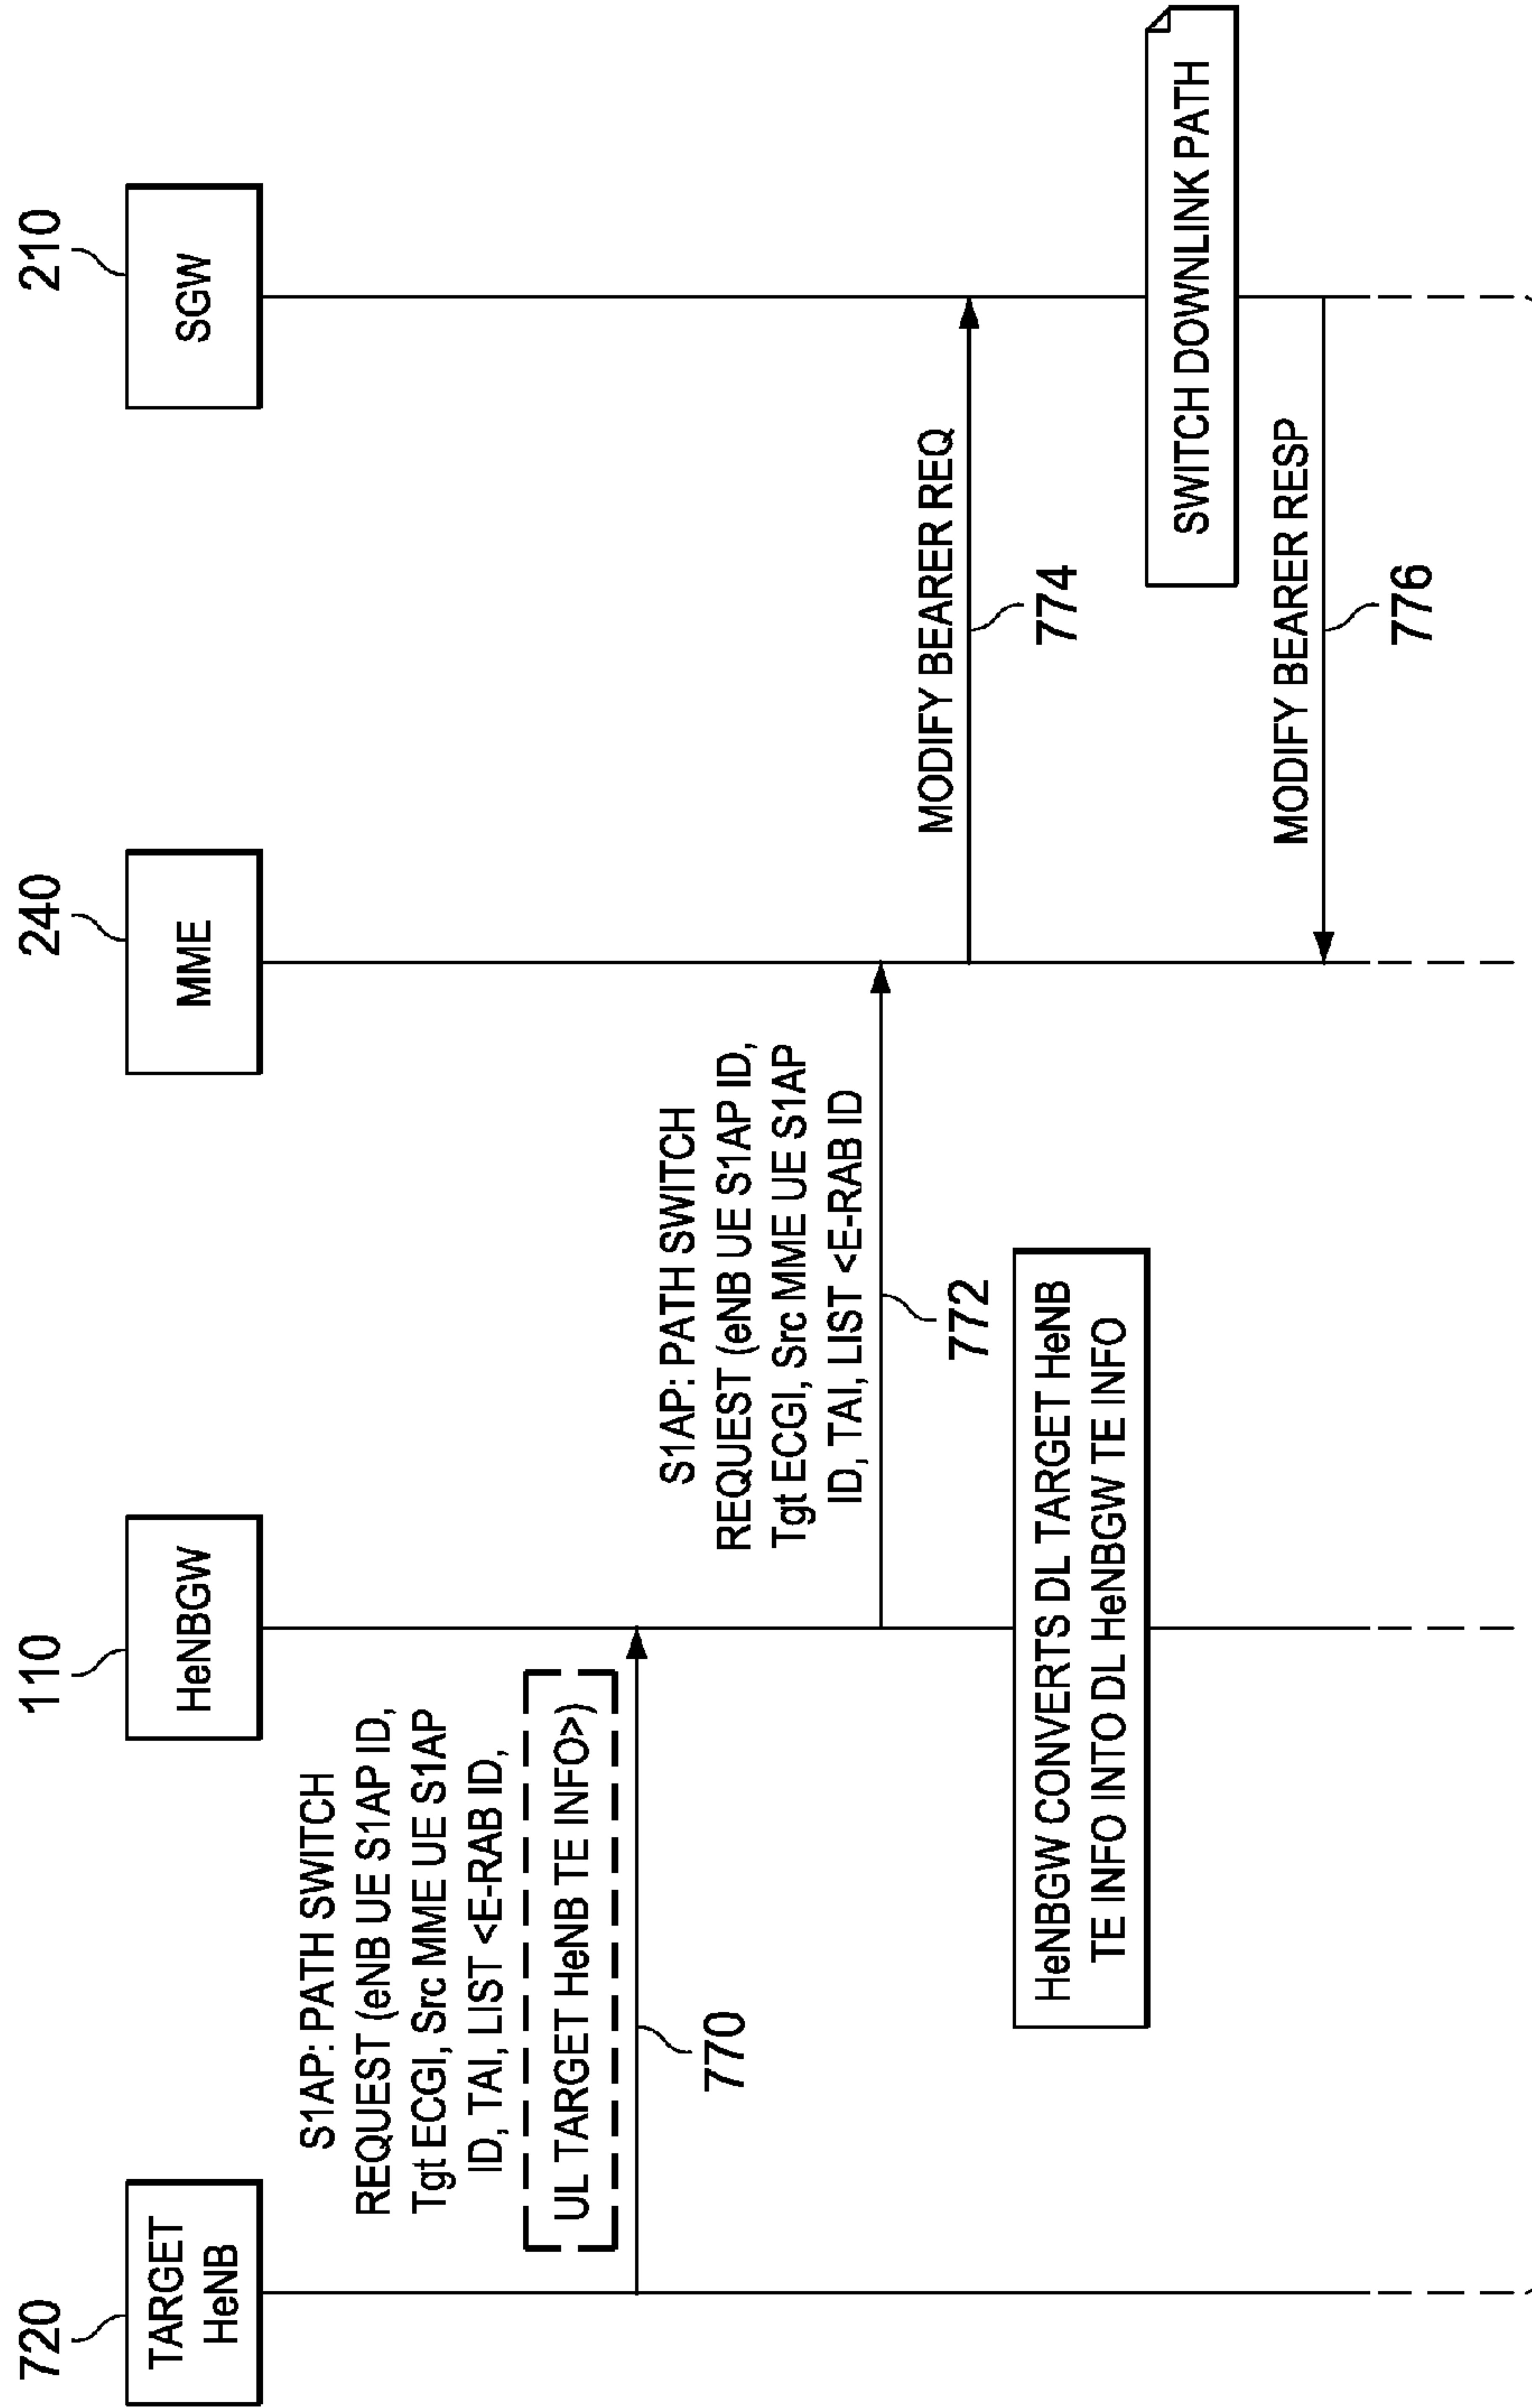 720
TARGET
HeNB
110
HeNBGW
240
MME
210
SGW
S1AP: PATH SWITCH
REQUEST (eNB UE S1AP ID,
Tgt ECGI, Src MME UE S1AP
ID, TAI, LIST <E-RAB ID,
UL TARGET HeNB TE INFO>)
770
S1AP: PATH SWITCH
REQUEST (eNB UE S1AP ID,
Tgt ECGI, Src MME UE S1AP
ID, TAI, LIST <E-RAB ID
772
MODIFY BEARER REQ
774
HeNBGW CONVERTS DL TARGET HeNB
TE INFO INTO DL HeNBGW TE INFO
SWITCH DOWNLINK PATH
MODIFY BEARER RESP
776